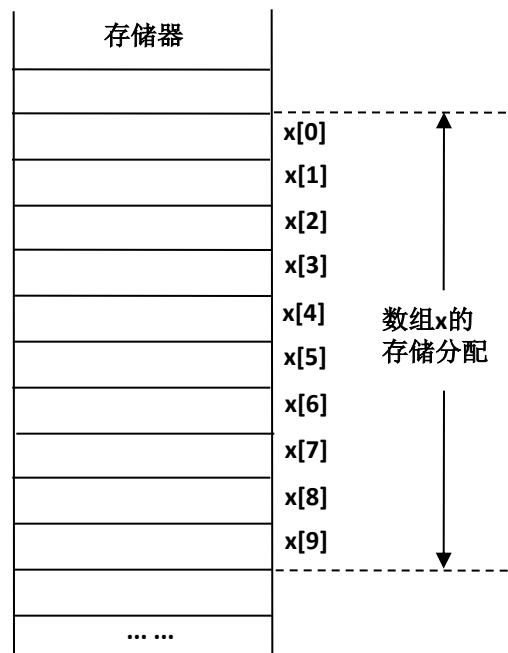 存储器
x[0]
x[1]
x[2]
x[3]
x[4]
x[5]
x[6]
x[7]
x[8]
x[9]
数组x的
存储分配
... ...